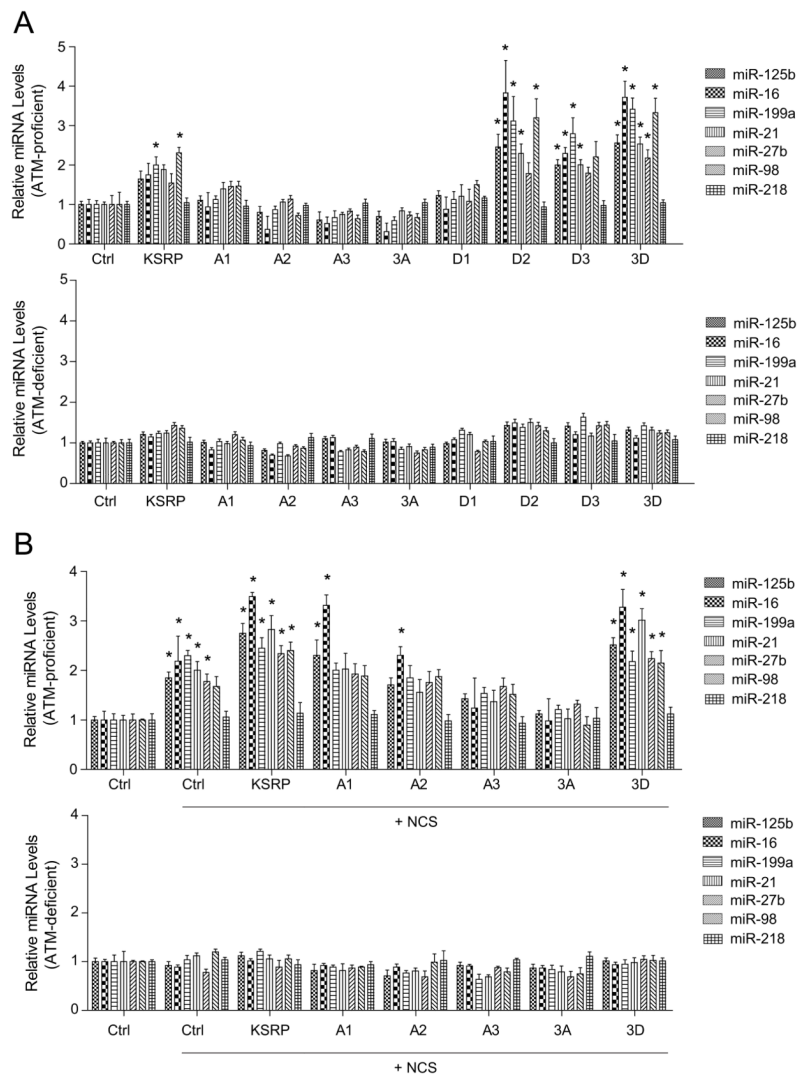 A
Relative miRNA Levels
(ATM-proficient)
5
4
3
2
1
0
* * * * * * * * * * * * * * * * *
Ctrl KSRP A1 A2 A3 3A D1 D2 D3 3D
miR-125b
miR-16
miR-199a
miR-21
miR-27b
miR-98
miR-218
Relative miRNA Levels
(ATM-deficient)
5
4
3
2
1
0
Ctrl KSRP A1 A2 A3 3A D1 D2 D3 3D
miR-125b
miR-16
miR-199a
miR-21
miR-27b
miR-98
miR-218
B
Relative miRNA Levels
(ATM-proficient)
4
3
2
1
0
* * * * * * * * * * * * * * * * * * * *
Ctrl Ctrl KSRP A1 A2 A3 3A 3D
+ NCS
miR-125b
miR-16
miR-199a
miR-21
miR-27b
miR-98
miR-218
Relative miRNA Levels
(ATM-deficient)
4
3
2
1
0
Ctrl Ctrl KSRP A1 A2 A3 3A 3D
+ NCS
miR-125b
miR-16
miR-199a
miR-21
miR-27b
miR-98
miR-218